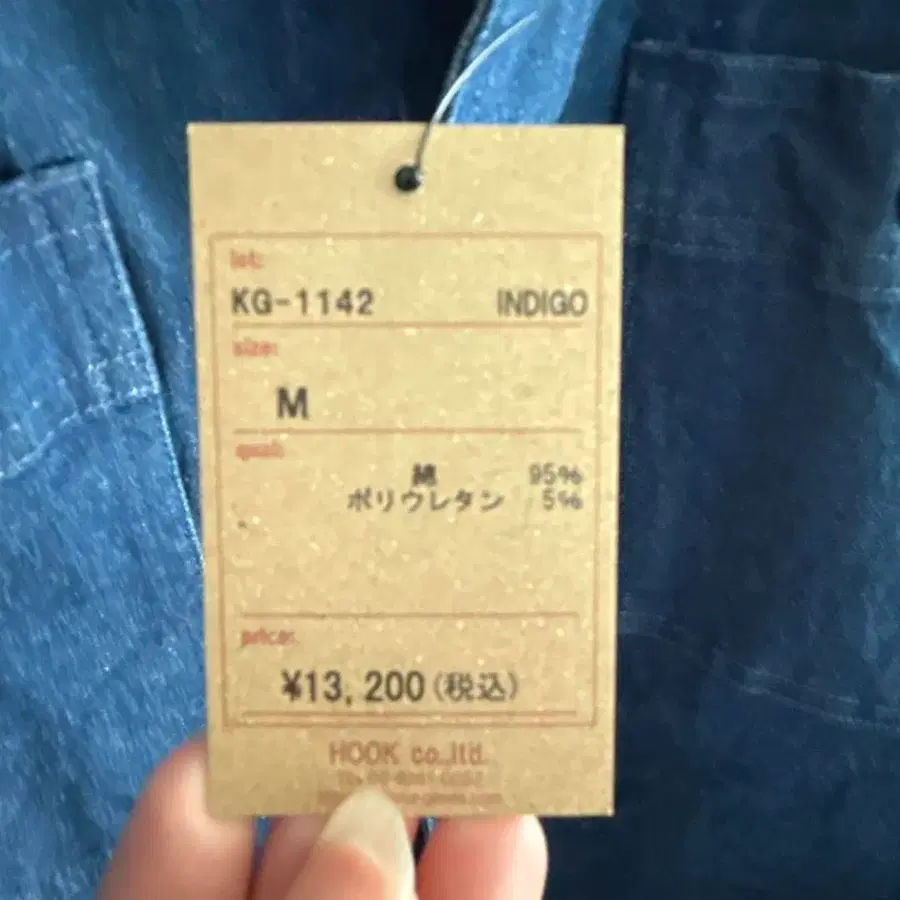 lot:
KG-1142 INDIGO
size:
M
qual:
綿 95%
ポリウレタン 5%
price:
¥13,200(税込)
HOOK co.,ltd.